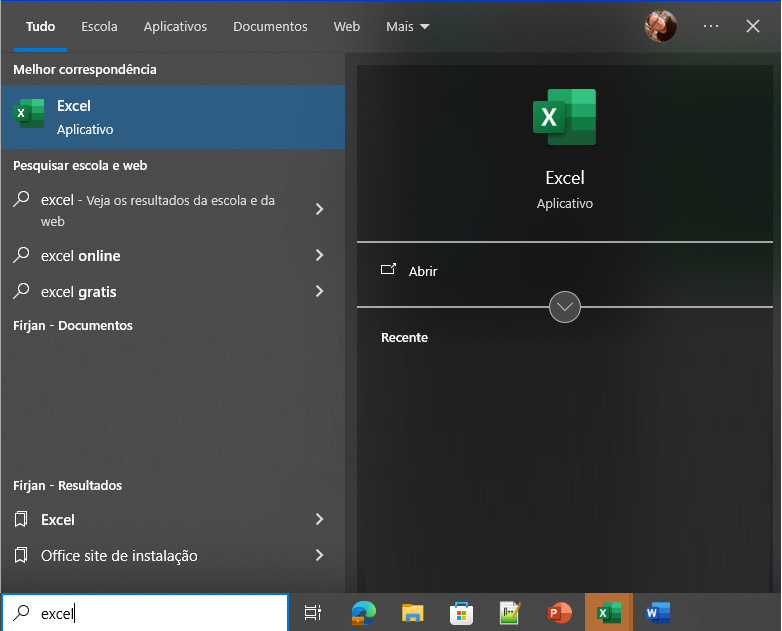 Tudo Escola Aplicativos Documentos Web Mais
Melhor correspondência
Excel
Aplicativo
Pesquisar escola e web
excel - Veja os resultados da escola e da
web
excel online
excel gratis
Firjan - Documentos
Firjan - Resultados
Excel
Office site de instalação
Excel
Aplicativo
Abrir
Recente
excel